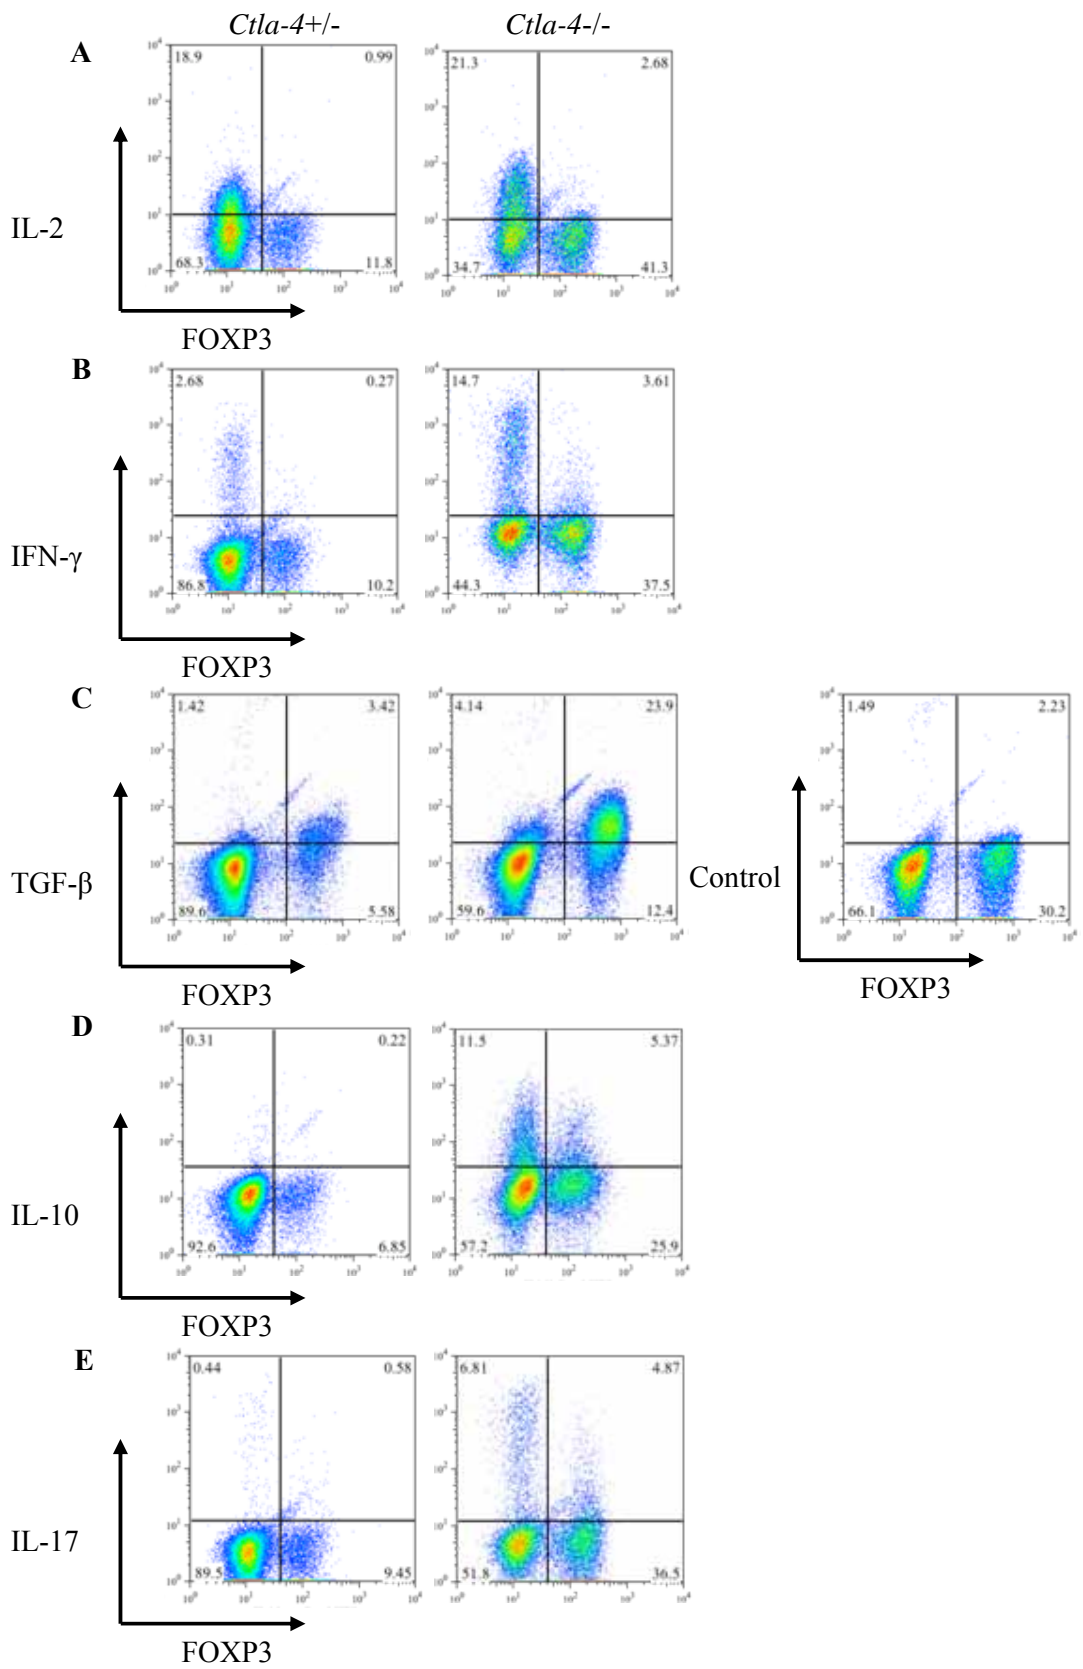 Ctla-4+/- Ctla-4-/-
A
18.9 0.99
68.3 11.8
21.3 2.68
34.7 41.3
IL-2
FOXP3
B
2.68 0.27
86.8 10.2
14.7 3.61
44.3 37.5
IFN-γ
FOXP3
C
1.42 3.42
89.6 5.58
4.14 23.9
59.6 12.4
1.49 2.23
66.1 30.2
TGF-β
Control
FOXP3
FOXP3
D
0.31 0.22
92.6 6.85
11.5 5.37
57.2 25.9
IL-10
FOXP3
E
0.44 0.58
89.5 9.45
6.81 4.87
51.8 36.5
IL-17
FOXP3